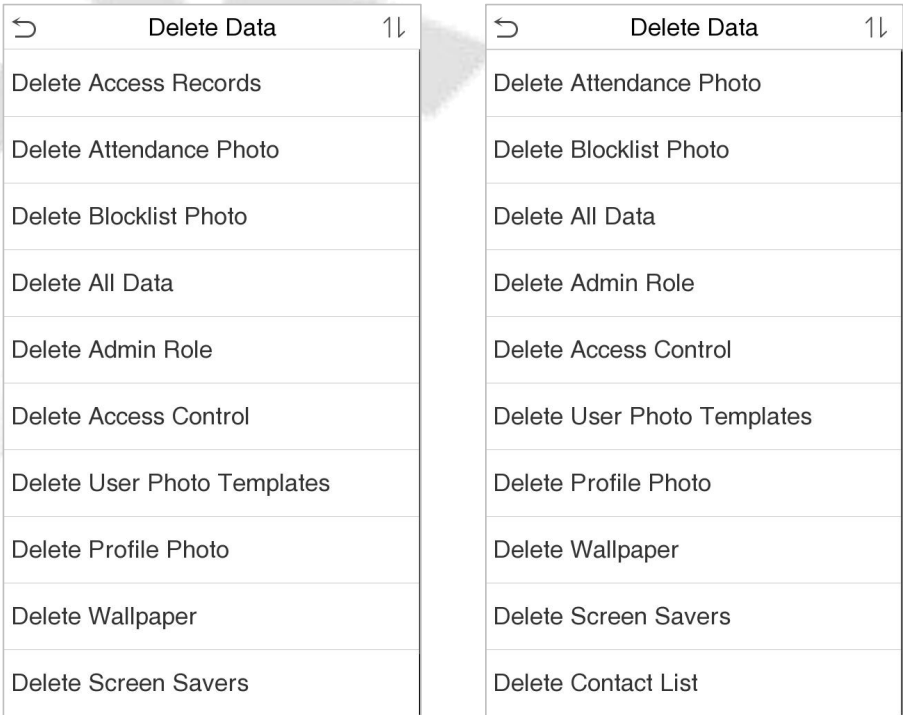 Delete Data
Delete Access Records
Delete Attendance Photo
Delete Blocklist Photo
Delete All Data
Delete Admin Role
Delete Access Control
Delete User Photo Templates
Delete Profile Photo
Delete Wallpaper
Delete Screen Savers
Delete Data
Delete Attendance Photo
Delete Blocklist Photo
Delete All Data
Delete Admin Role
Delete Access Control
Delete User Photo Templates
Delete Profile Photo
Delete Wallpaper
Delete Screen Savers
Delete Contact List